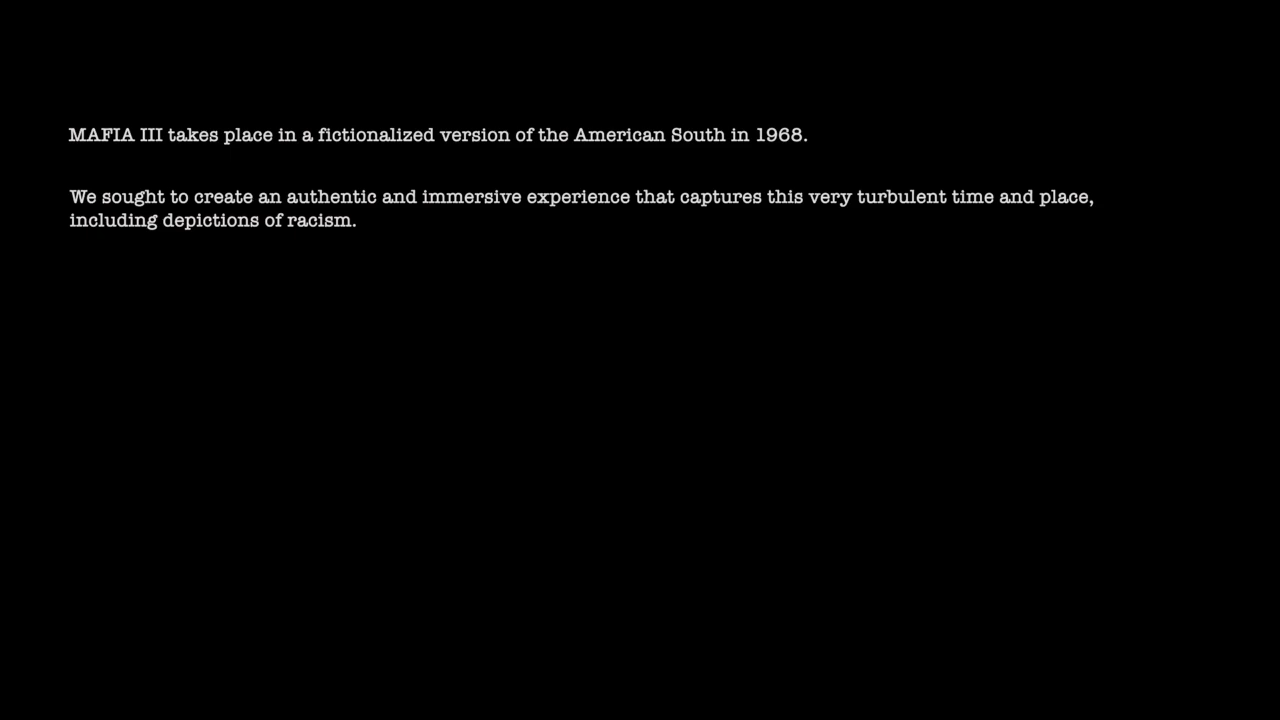 MAFIA III takes place in a fictionalized version of the American South in 1968.
We sought to create an authentic and immersive experience that captures this very turbulent time and place,
including depictions of racism.